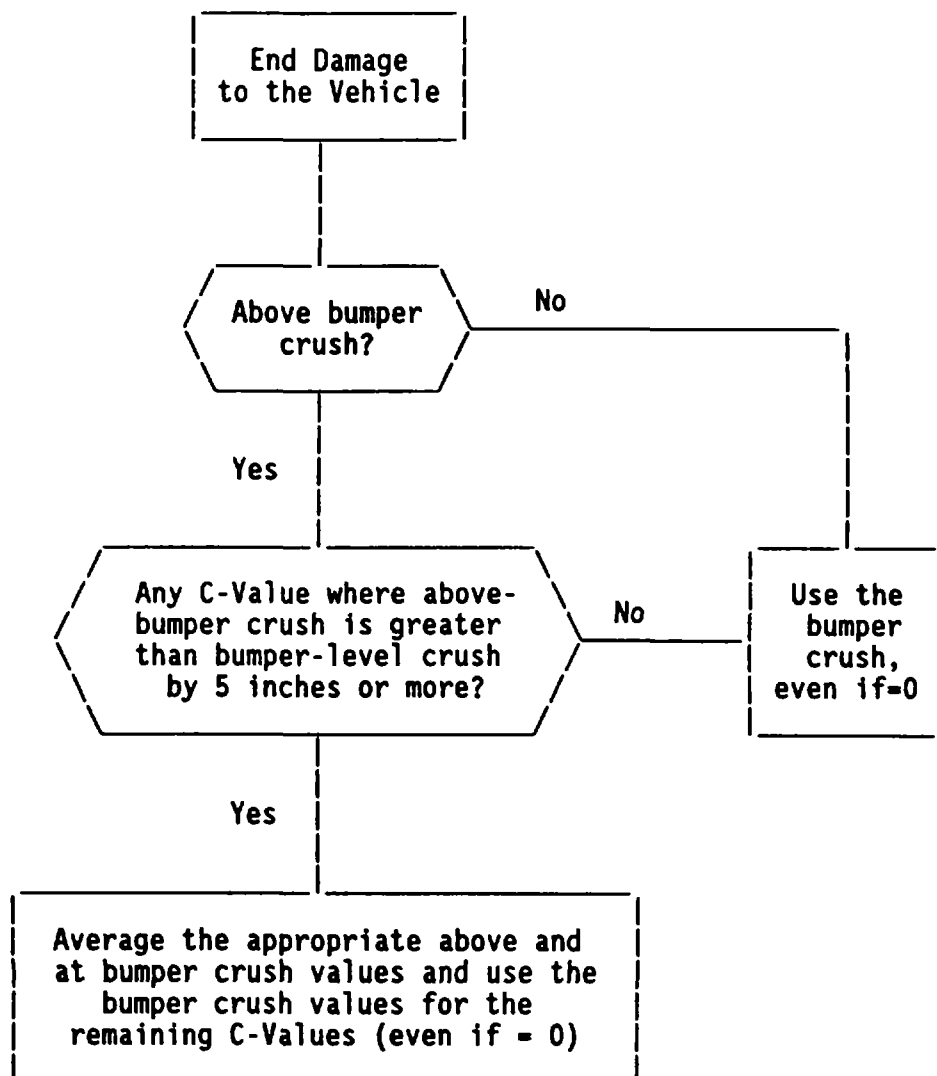 End Damage
to the Vehicle
Above bumper
crush?
No
Yes
Any C-Value where above-
bumper crush is greater
than bumper-level crush
by 5 inches or more?
No
Use the
bumper
crush,
even if=0
Yes
Average the appropriate above and
at bumper crush values and use the
bumper crush values for the
remaining C-Values (even if = 0)